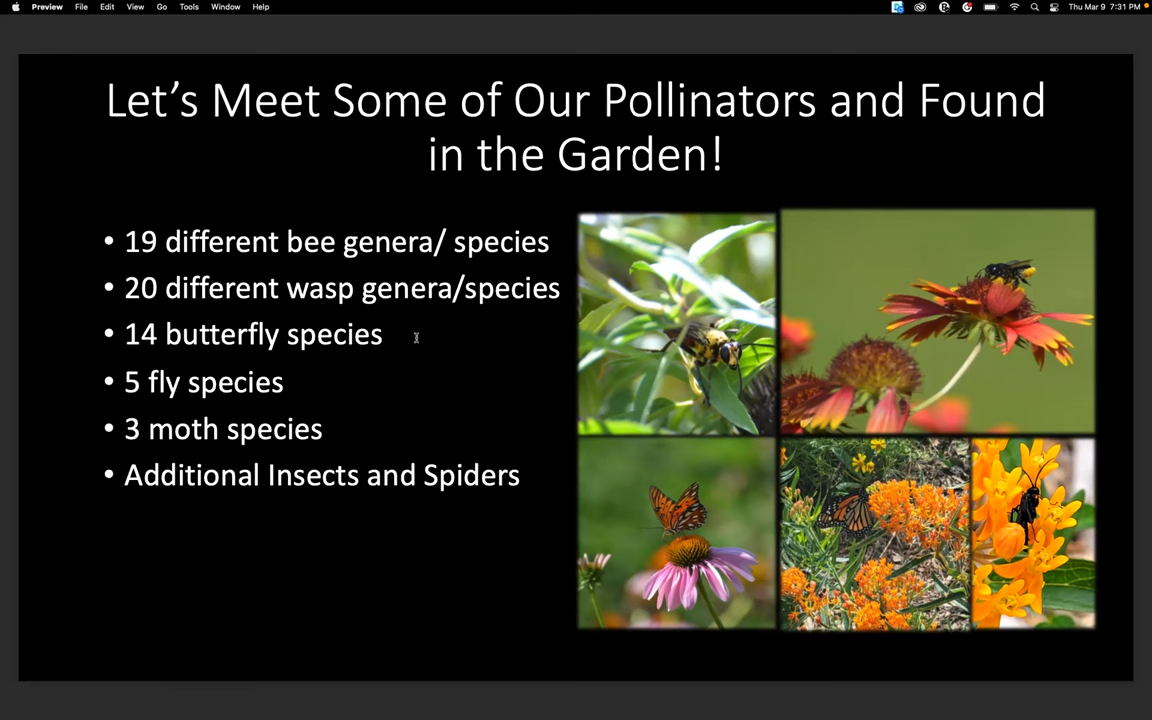 Preview File Edit View Go Tools Window Help Thu Mar 9 7:31 PM
Let’s Meet Some of Our Pollinators and Found
in the Garden!
• 19 different bee genera/ species
• 20 different wasp genera/species
• 14 butterfly species
• 5 fly species
• 3 moth species
• Additional Insects and Spiders